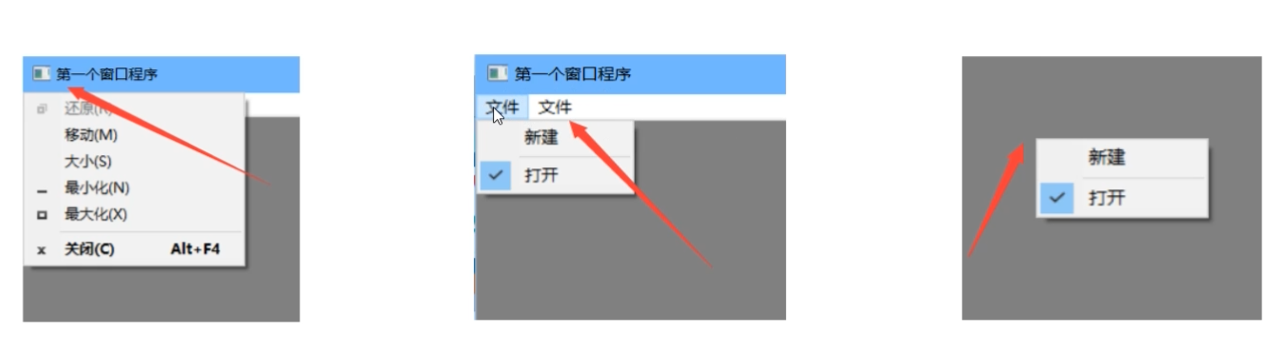 第一个窗口程序
还原(R)
移动(M)
大小(S)
最小化(N)
最大化(X)
关闭(C) Alt+F4
第一个窗口程序
文件 文件
新建
打开
新建
打开